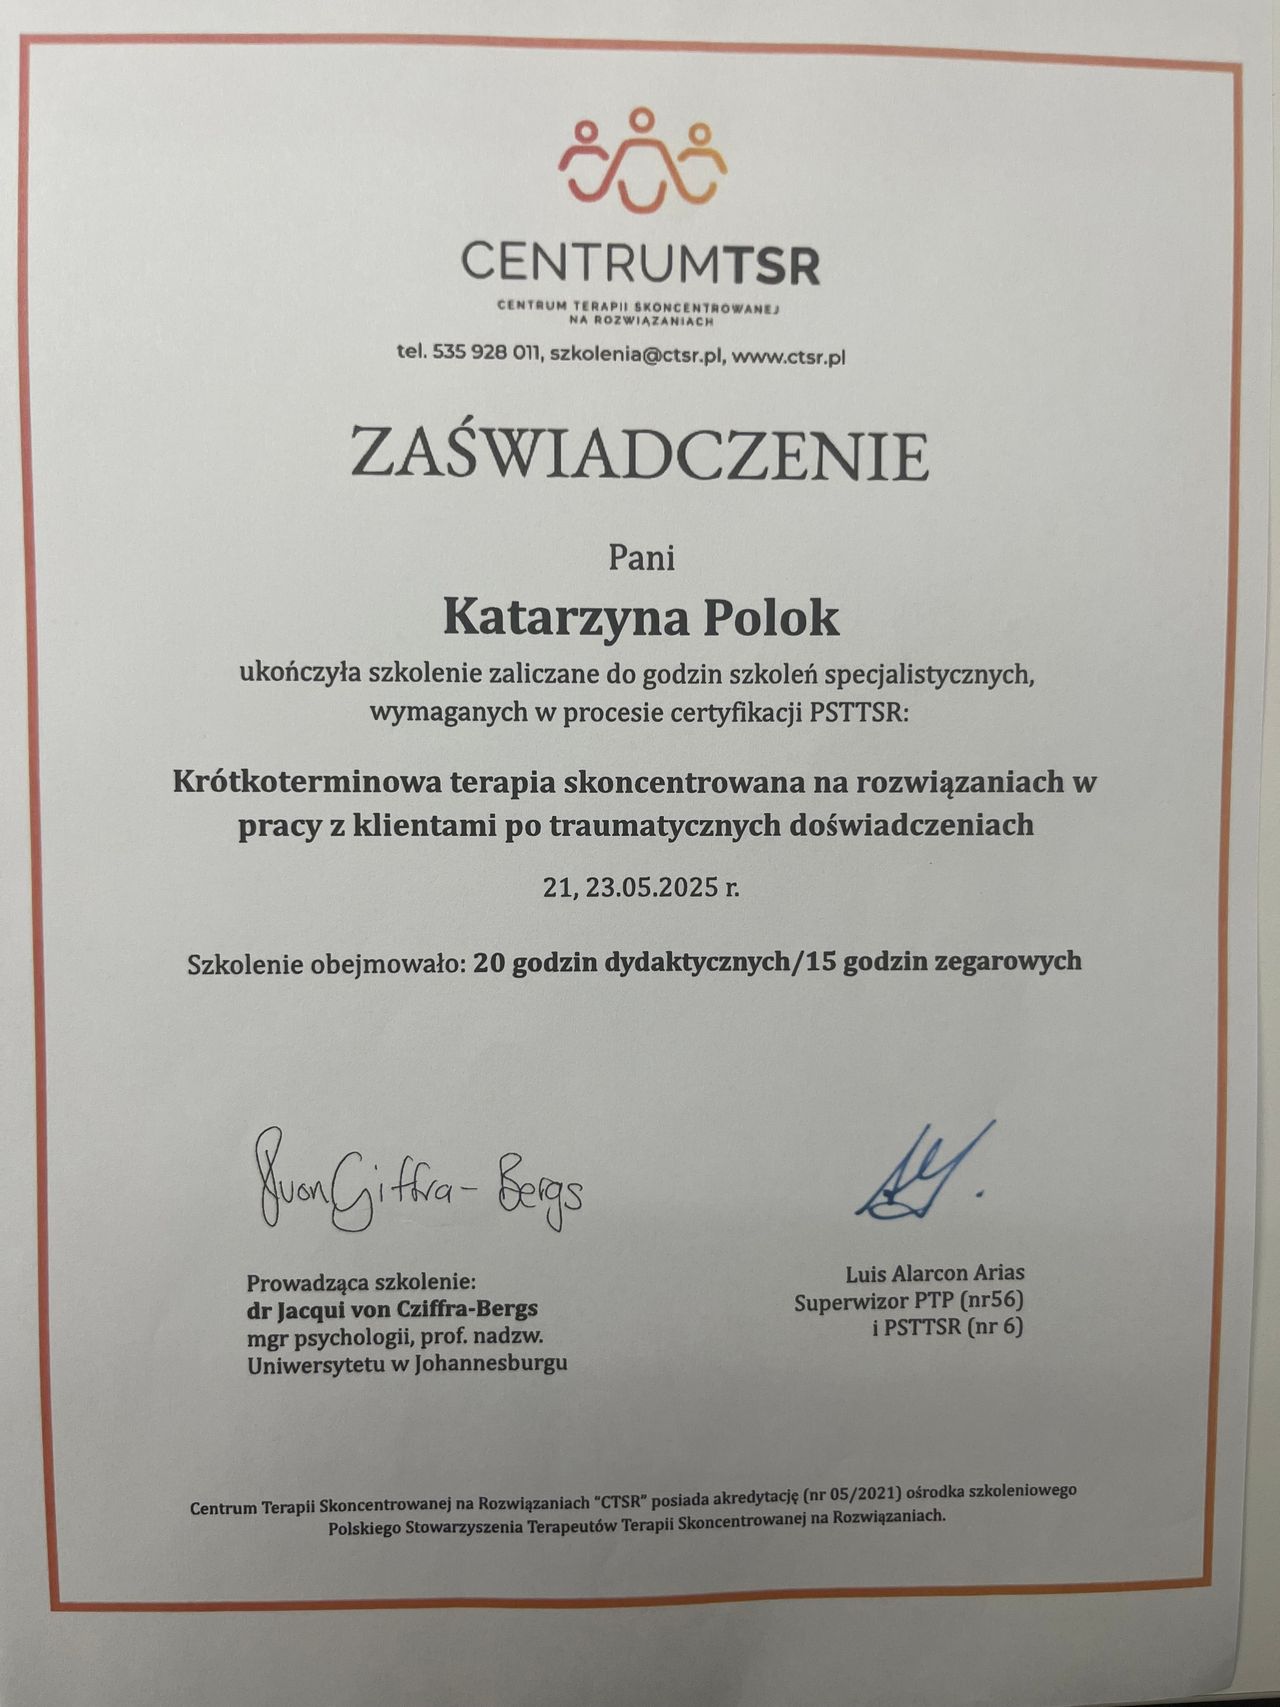 CENTRUMTSR
CENTRUM TERAPII SKONCENTROWANEJ
NA ROZWIĄZANIACH
tel. 535 928 011, szkolenia@ctsr.pl, www.ctsr.pl
ZAŚWIADCZENIE
Pani
Katarzyna Polok
ukończyła szkolenie zaliczane do godzin szkoleń specjalistycznych,
wymaganych w procesie certyfikacji PSTTSR:
Krótkoterminowa terapia skoncentrowana na rozwiązaniach w
pracy z klientami po traumatycznych doświadczeniach
21, 23.05.2025 r.
Szkolenie obejmowało: 20 godzin dydaktycznych/15 godzin zegarowych
Prowadząca szkolenie:
dr Jacqui von Cziffra-Bergs
mgr psychologii, prof. nadzw.
Uniwersytetu w Johannesburgu
Luis Alarcon Arias
Superwizor PTP (nr56)
i PSTTSR (nr 6)
Centrum Terapii Skoncentrowanej na Rozwiązaniach “CTSR” posiada akredytację (nr 05/2021) ośrodka szkoleniowego
Polskiego Stowarzyszenia Terapeutów Terapii Skoncentrowanej na Rozwiązaniach.